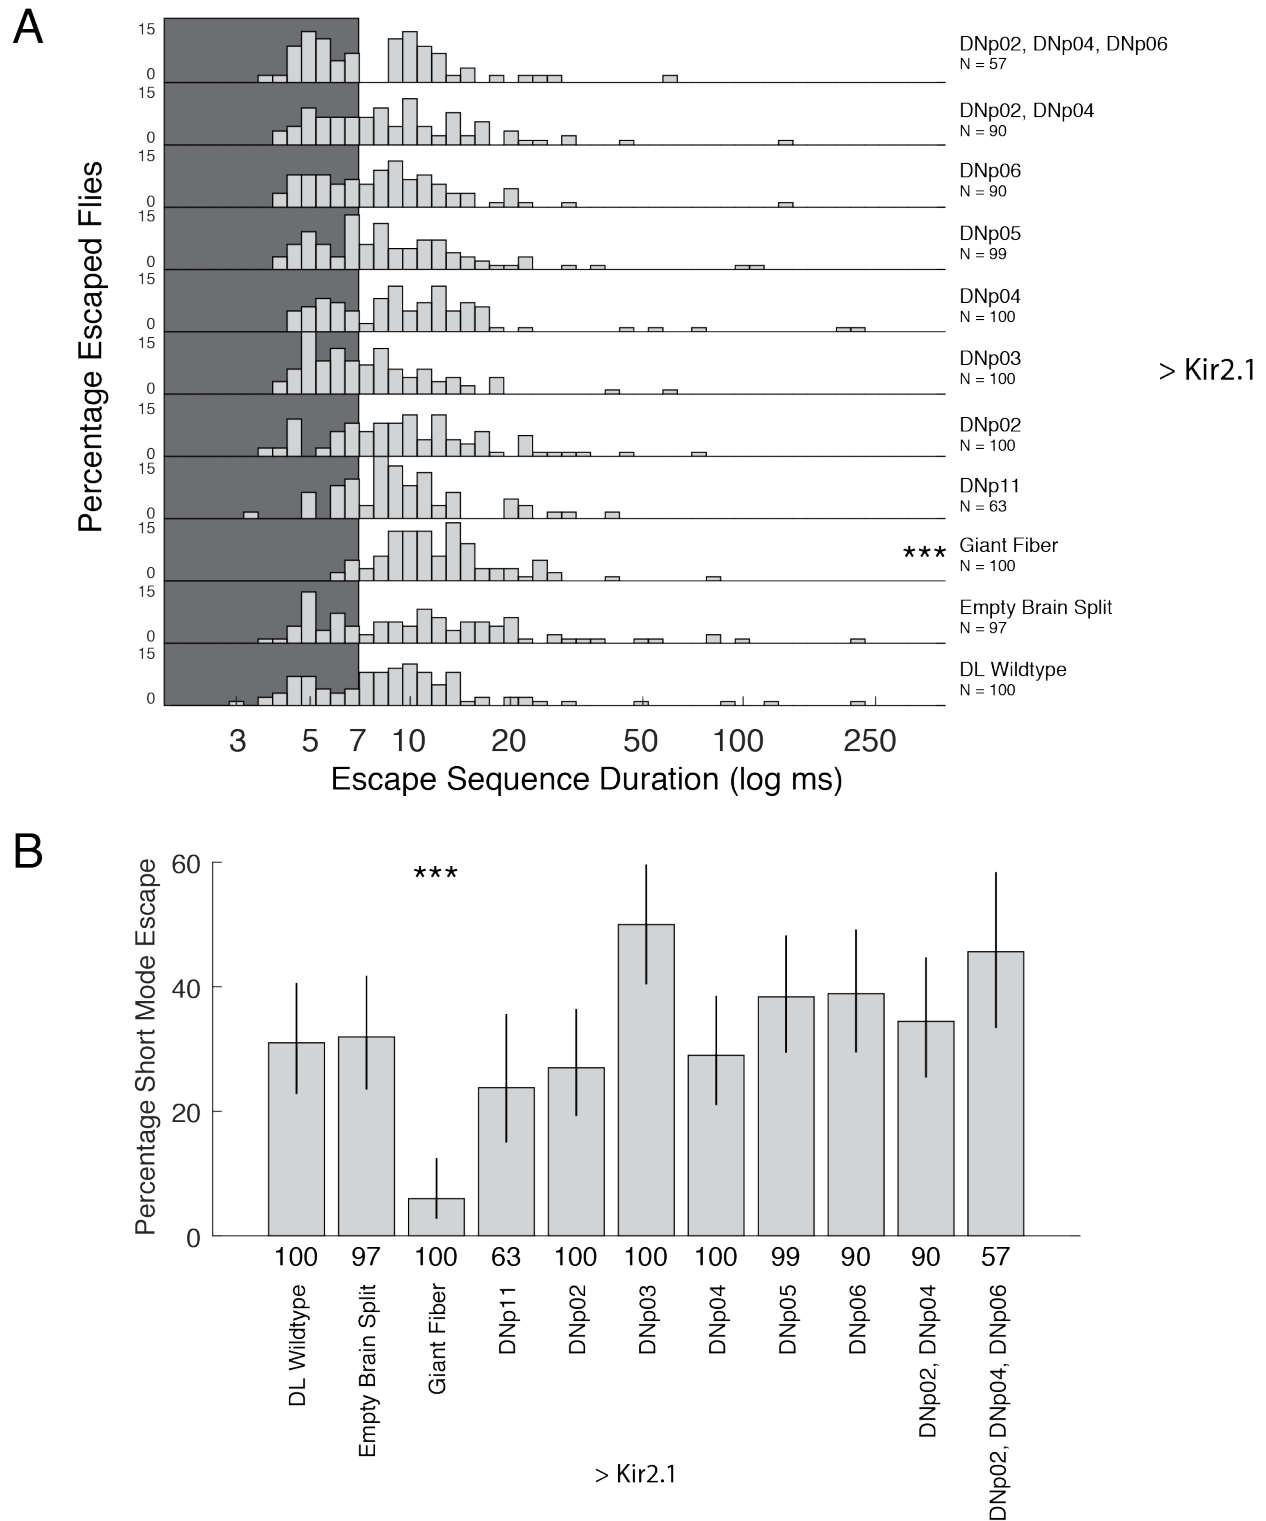 A
Percentage Escaped Flies
15
0
DNp02, DNp04, DNp06
N = 57
15
0
DNp02, DNp04
N = 90
15
0
DNp06
N = 90
15
0
DNp05
N = 99
15
0
DNp04
N = 100
15
0
DNp03
N = 100
> Kir2.1
15
0
DNp02
N = 100
15
0
DNp11
N = 63
15
0
*** Giant Fiber
N = 100
15
0
Empty Brain Split
N = 97
15
0
DL Wildtype
N = 100
3 5 7 10 20 50 100 250
Escape Sequence Duration (log ms)
B
Percentage Short Mode Escape
60
40
20
0
***
100 97 100 63 100 100 100 99 90 90 57
DL Wildtype
Empty Brain Split
Giant Fiber
DNp11
DNp02
DNp03
DNp04
DNp05
DNp06
DNp02, DNp04
DNp02, DNp04, DNp06
> Kir2.1